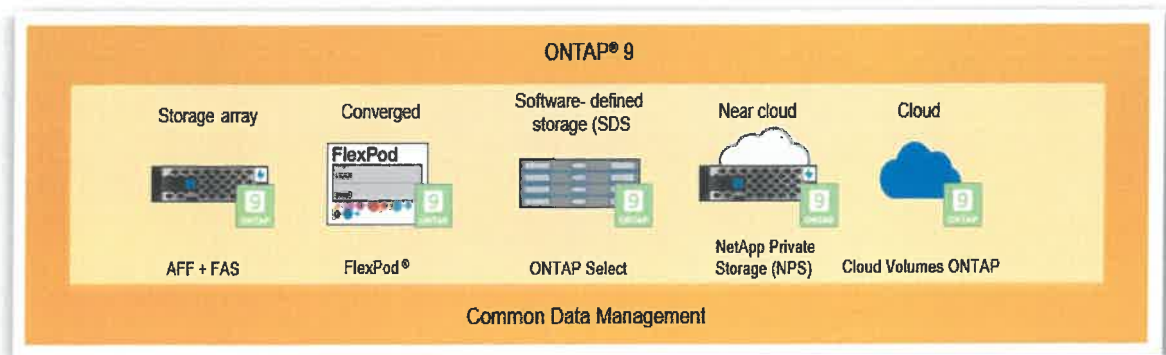 ONTAP® 9
Storage array
Converged
Software- defined
storage (SDS
Near cloud
Cloud
FlexPod
9
ONTAP
9
ONTAP
9
ONTAP
9
ONTAP
9
ONTAP
AFF + FAS
FlexPod®
ONTAP Select
NetApp Private
Storage (NPS)
Cloud Volumes ONTAP
Common Data Management